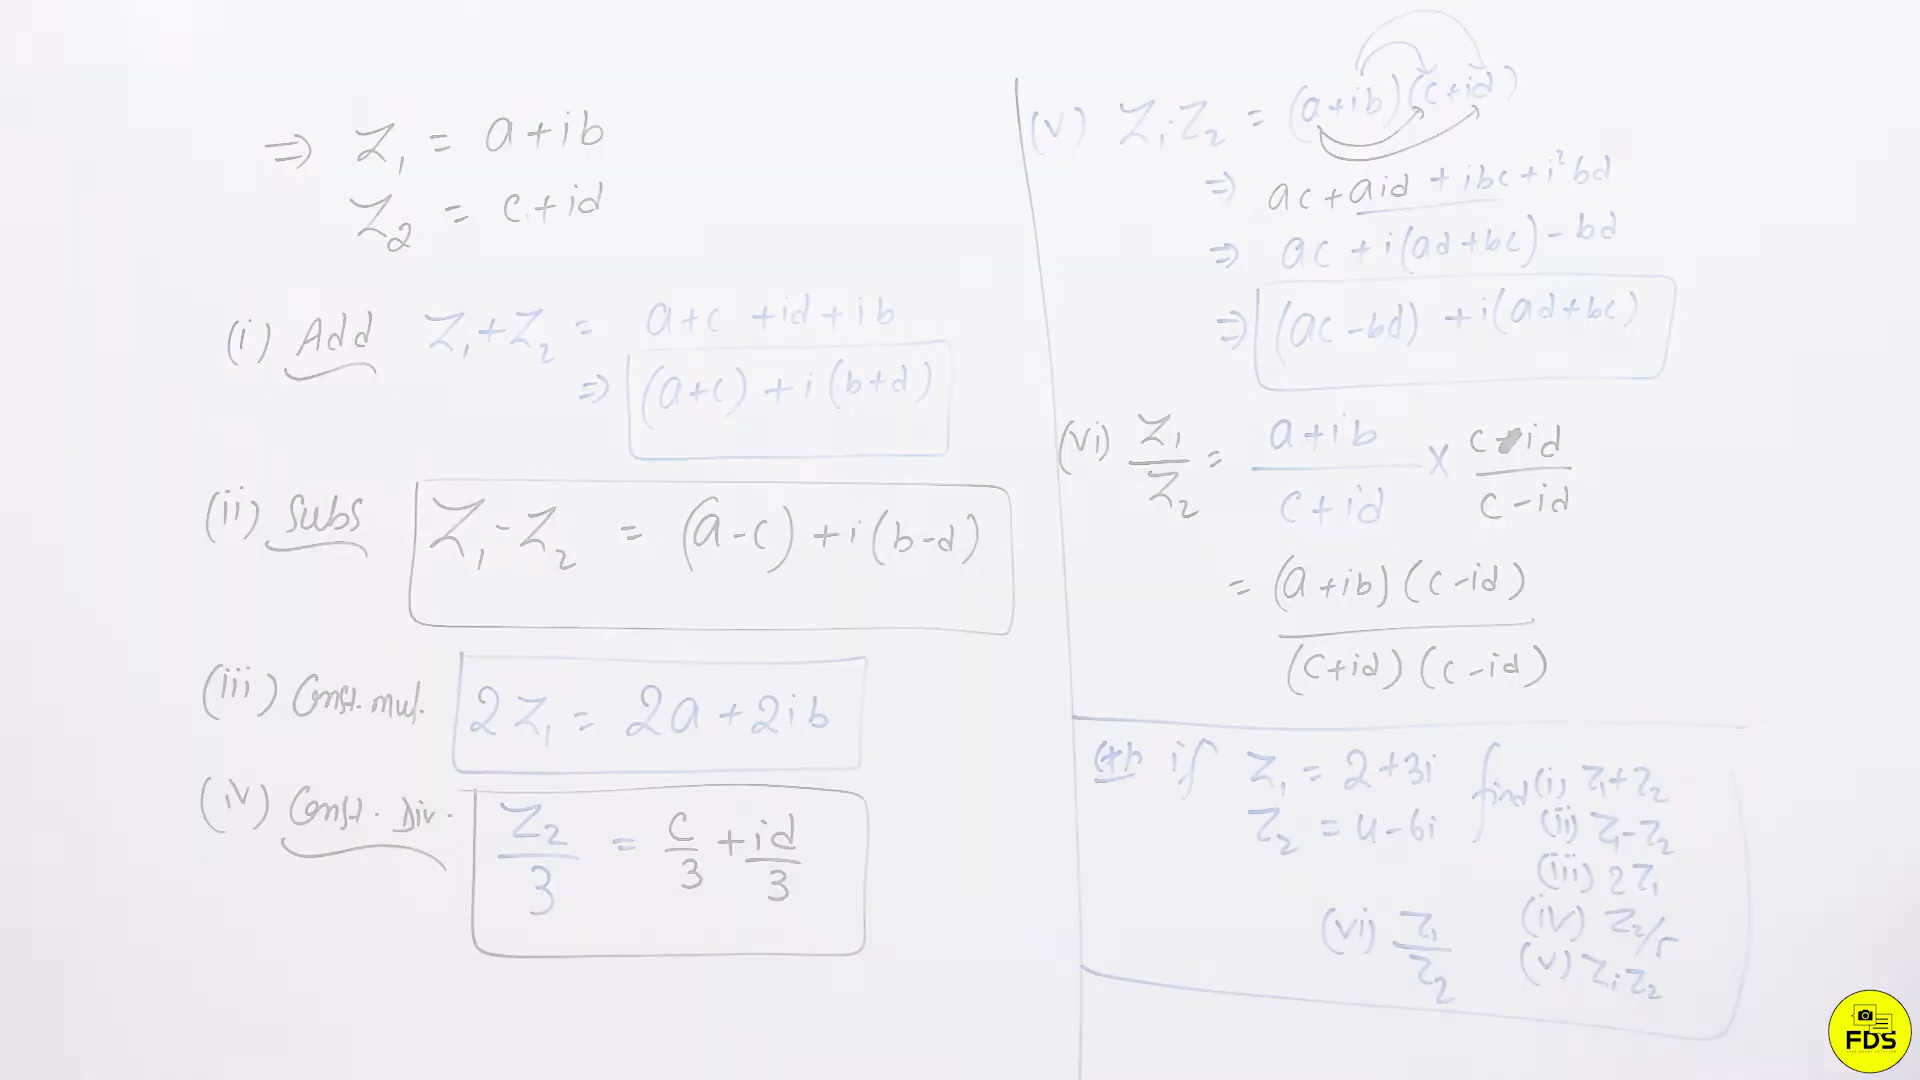 ⇒ Z₁ = a+ib
Z₂ = c+id
(i) Add Z₁+Z₂ = a+c +id+ib
⇒ (a+c) + i(b+d)
(ii) Subs Z₁-Z₂ = (a-c) + i(b-d)
(iii) Const. mul. 2Z₁ = 2a+2ib
(iv) Const. Div. Z₂/3 = c/3 + id/3
(v) Z₁Z₂ = (a+ib)(c+id)
⇒ ac+aid+ibc+i²bd
⇒ ac + i(ad+bc) - bd
⇒ (ac-bd) + i(ad+bc)
(vi) Z₁/Z₂ = a+ib/c+id × c-id/c-id
= (a+ib)(c-id)/(c+id)(c-id)
if Z₁ = 2+3i find (i) Z₁+Z₂
Z₂ = 4-6i (ii) Z₁-Z₂
(iii) 2Z₁
(iv) Z₂/5
(v) Z₁Z₂
(vi) Z₁/Z₂
FDS